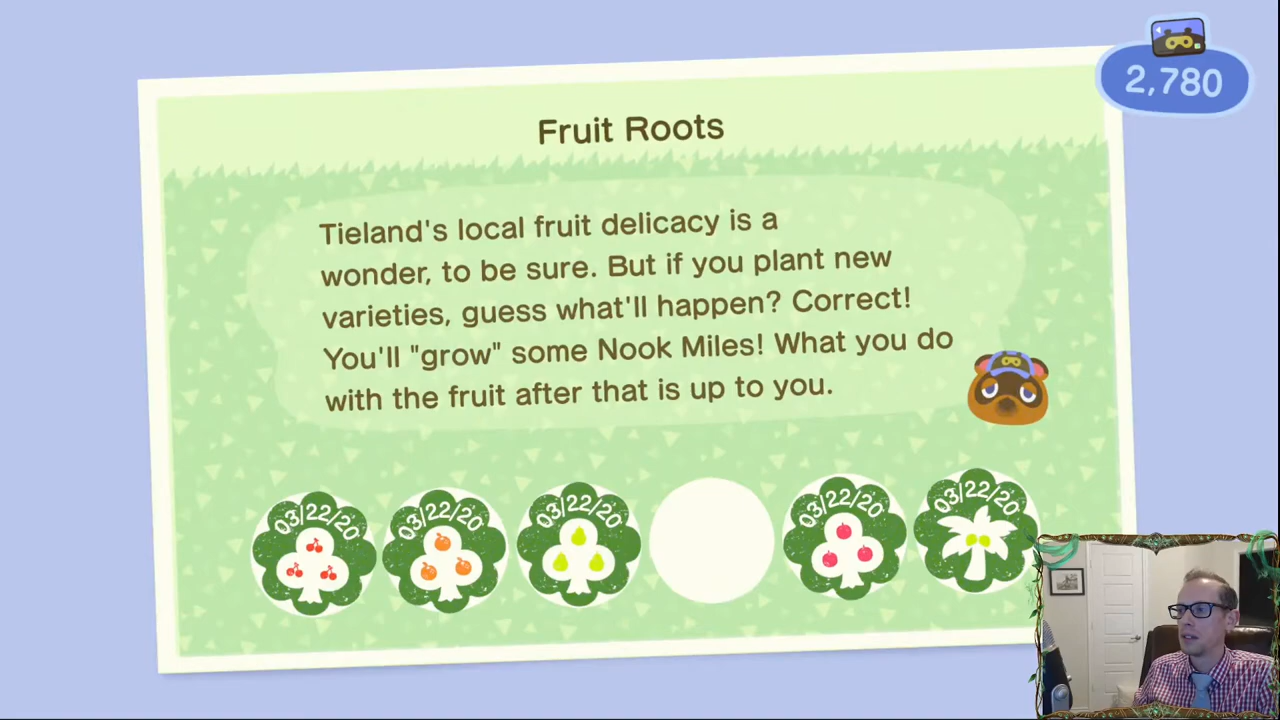 2,780
Fruit Roots
Tieland's local fruit delicacy is a
wonder, to be sure. But if you plant new
varieties, guess what'll happen? Correct!
You'll "grow" some Nook Miles! What you do
with the fruit after that is up to you.
03/22/20 03/22/20 03/22/20 03/22/20 03/22/20